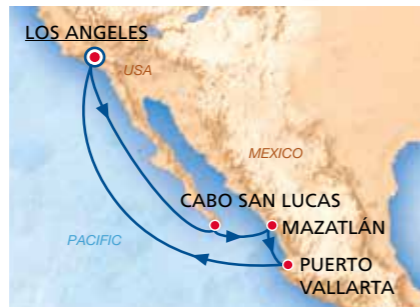 LOS ANGELES
USA
MEXICO
CABO SAN LUCAS
MAZATLÁN
PACIFIC
PUERTO
VALLARTA